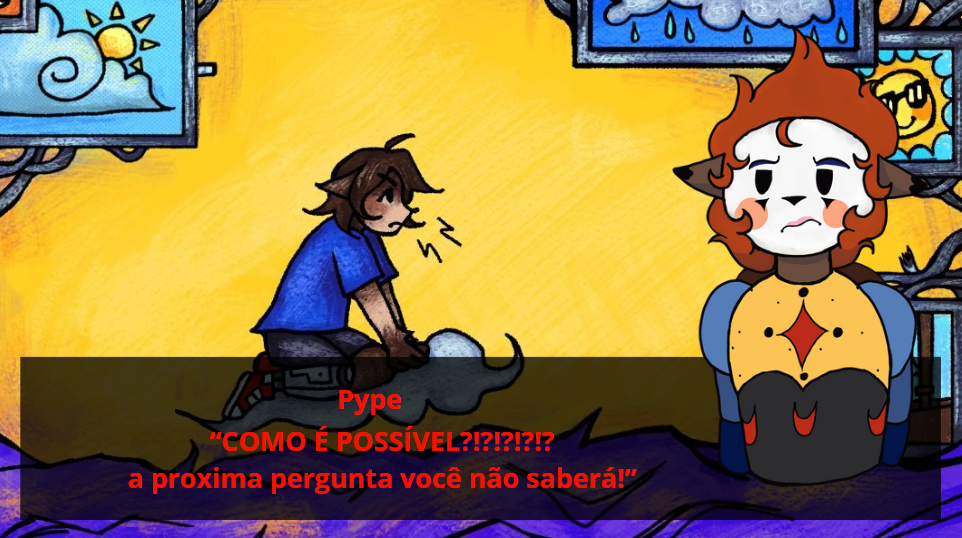 Pype
“COMO É POSSÍVEL?!?!?!?!?
a proxima pergunta você não saberá!”